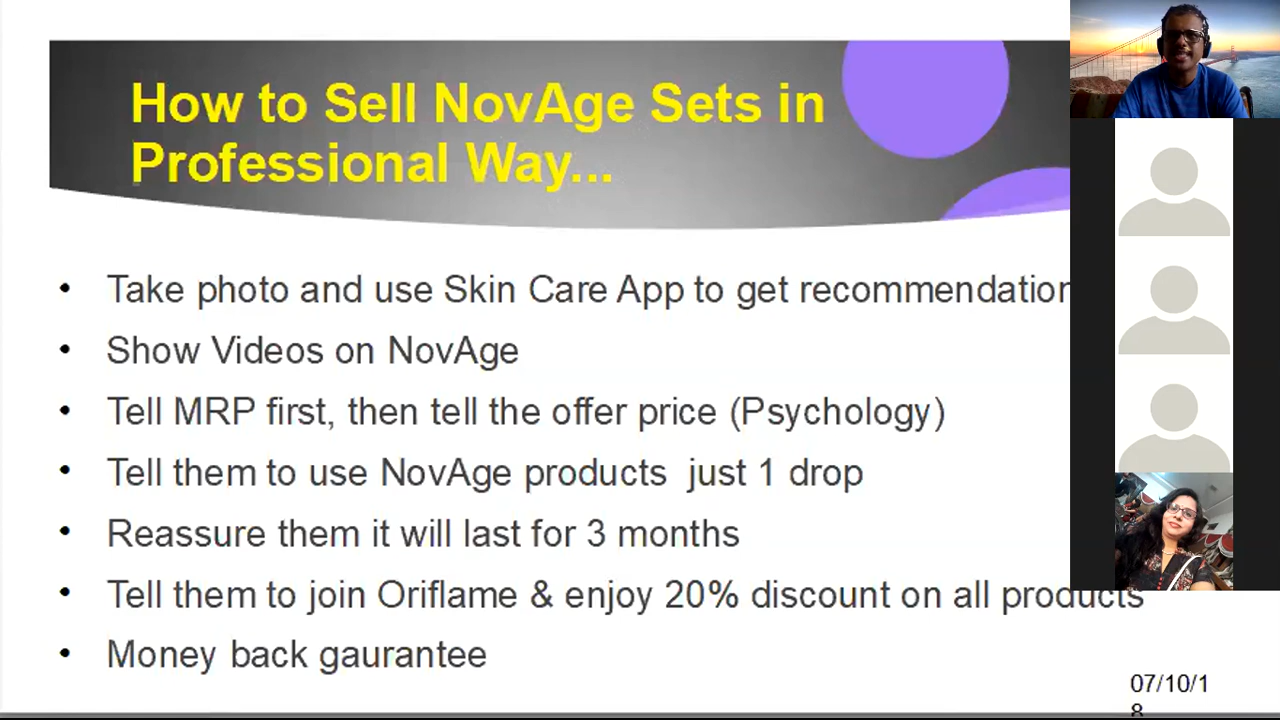 How to Sell NovAge Sets in
Professional Way...
• Take photo and use Skin Care App to get recommendation
• Show Videos on NovAge
• Tell MRP first, then tell the offer price (Psychology)
• Tell them to use NovAge products just 1 drop
• Reassure them it will last for 3 months
• Tell them to join Oriflame & enjoy 20% discount on all products
• Money back gaurantee
07/10/1
8